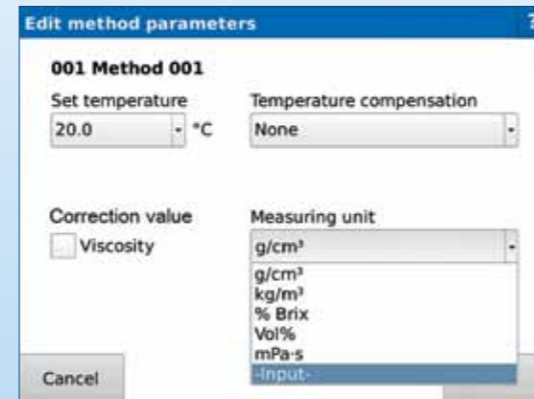 Edit method parameters ?
001 Method 001
Set temperature Temperature compensation
20.0 °C None
Correction value Measuring unit
Viscosity g/cm³
g/cm³
kg/m³
% Brix
Vol%
mPa·s
-Input-
Cancel